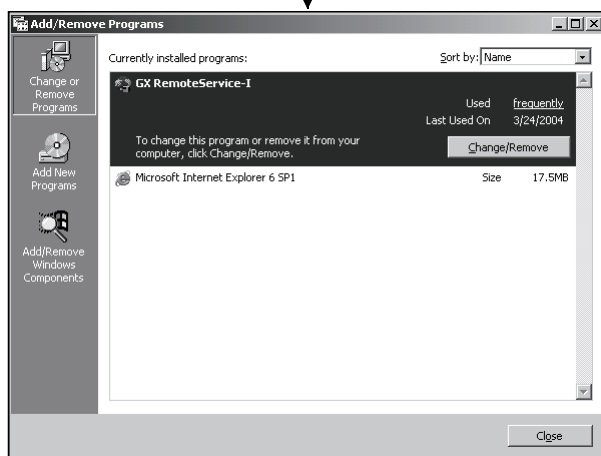 Add/Remove Programs
Change or
Remove
Programs
Add New
Programs
Add/Remove
Windows
Components
Currently installed programs:
Sort by: Name
GX RemoteService-I
Used frequently
Last Used On 3/24/2004
To change this program or remove it from your
computer, click Change/Remove.
Change/Remove
Microsoft Internet Explorer 6 SP1
Size 17.5MB
Close